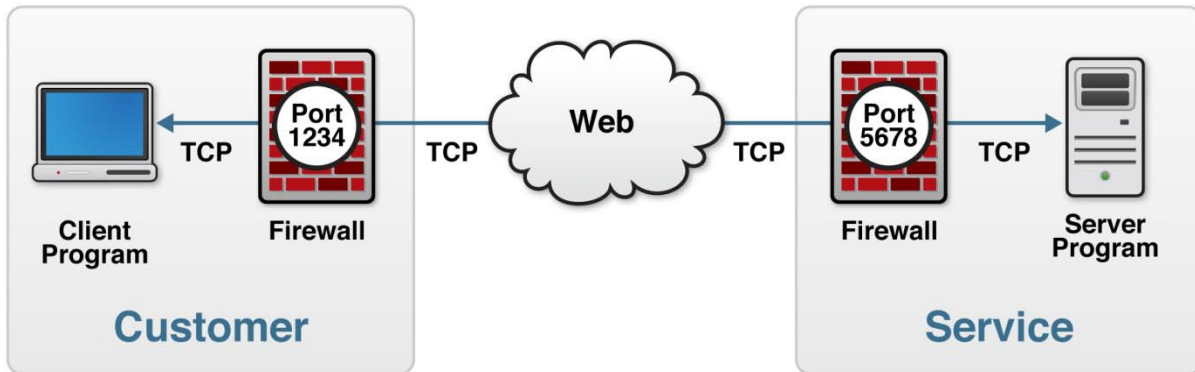 Port
1234
Web
Port
5678
TCP
TCP
TCP
TCP
Client
Program
Firewall
Firewall
Server
Program
Customer
Service